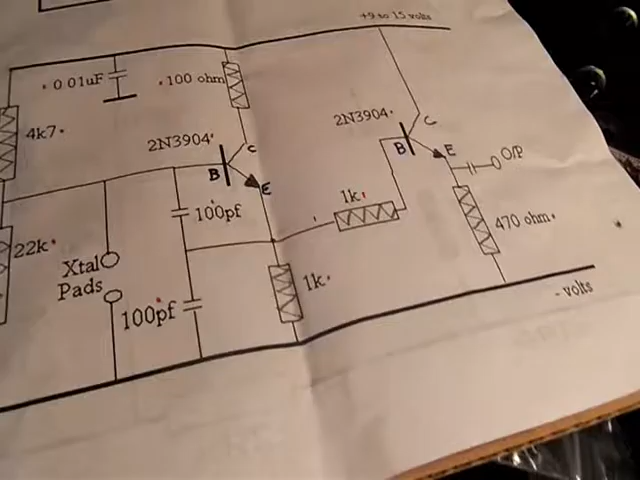 +9 to 15 volts
0 01uF
.100 ohm
4k7.
2N3904
C
B
E
2N3904.
C
B
E
O/P
100pf
1k
22k
Xtal
Pads
470 ohm.
1k.
100pf
- volts